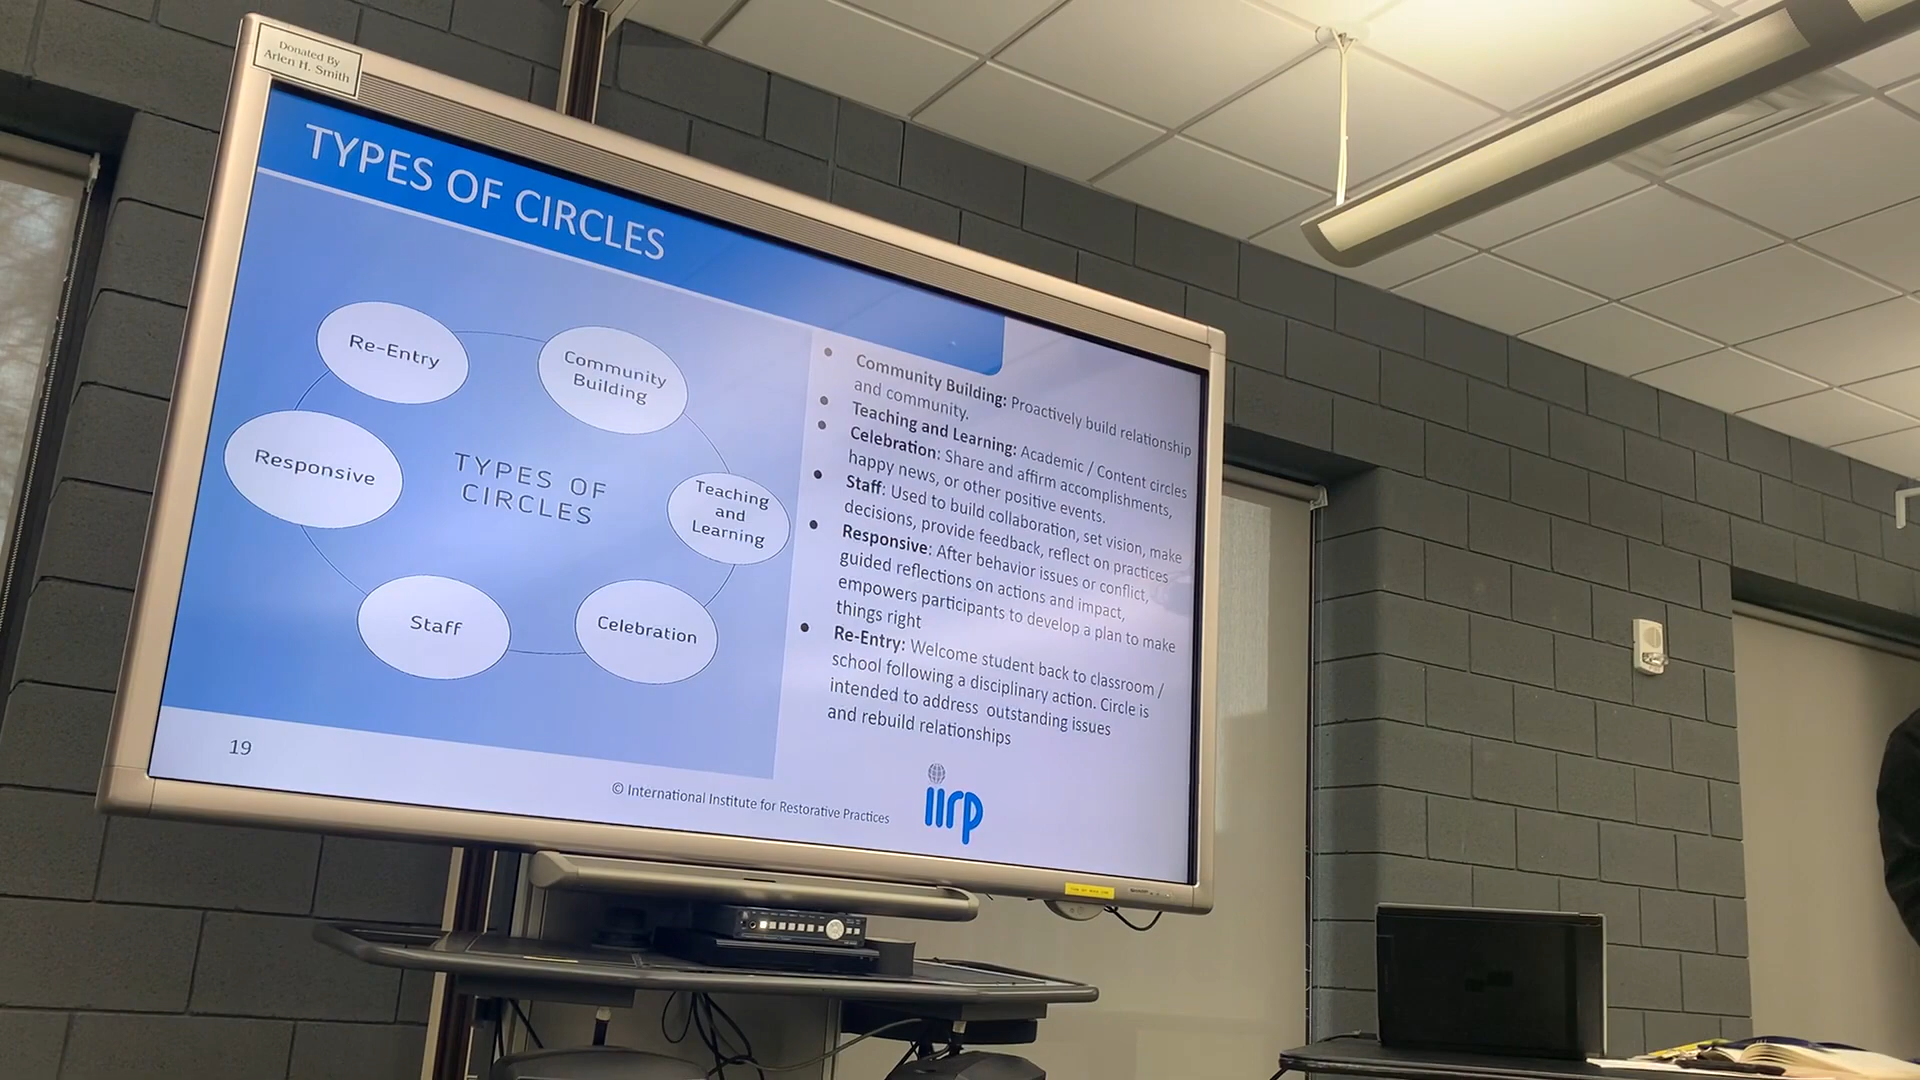 Donated By
Arlen H. Smith
TYPES OF CIRCLES
Re-Entry
Community
Building
Responsive
TYPES OF
CIRCLES
Teaching
and
Learning
Staff
Celebration
• Community Building: Proactively build relationship
and community.
• Teaching and Learning: Academic / Content circles
• Celebration: Share and affirm accomplishments,
happy news, or other positive events.
• Staff: Used to build collaboration, set vision, make
decisions, provide feedback, reflect on practices
• Responsive: After behavior issues or conflict,
guided reflections on actions and impact,
empowers participants to develop a plan to make
things right
• Re-Entry: Welcome student back to classroom /
school following a disciplinary action. Circle is
intended to address outstanding issues
and rebuild relationships
19
© International Institute for Restorative Practices
iirp